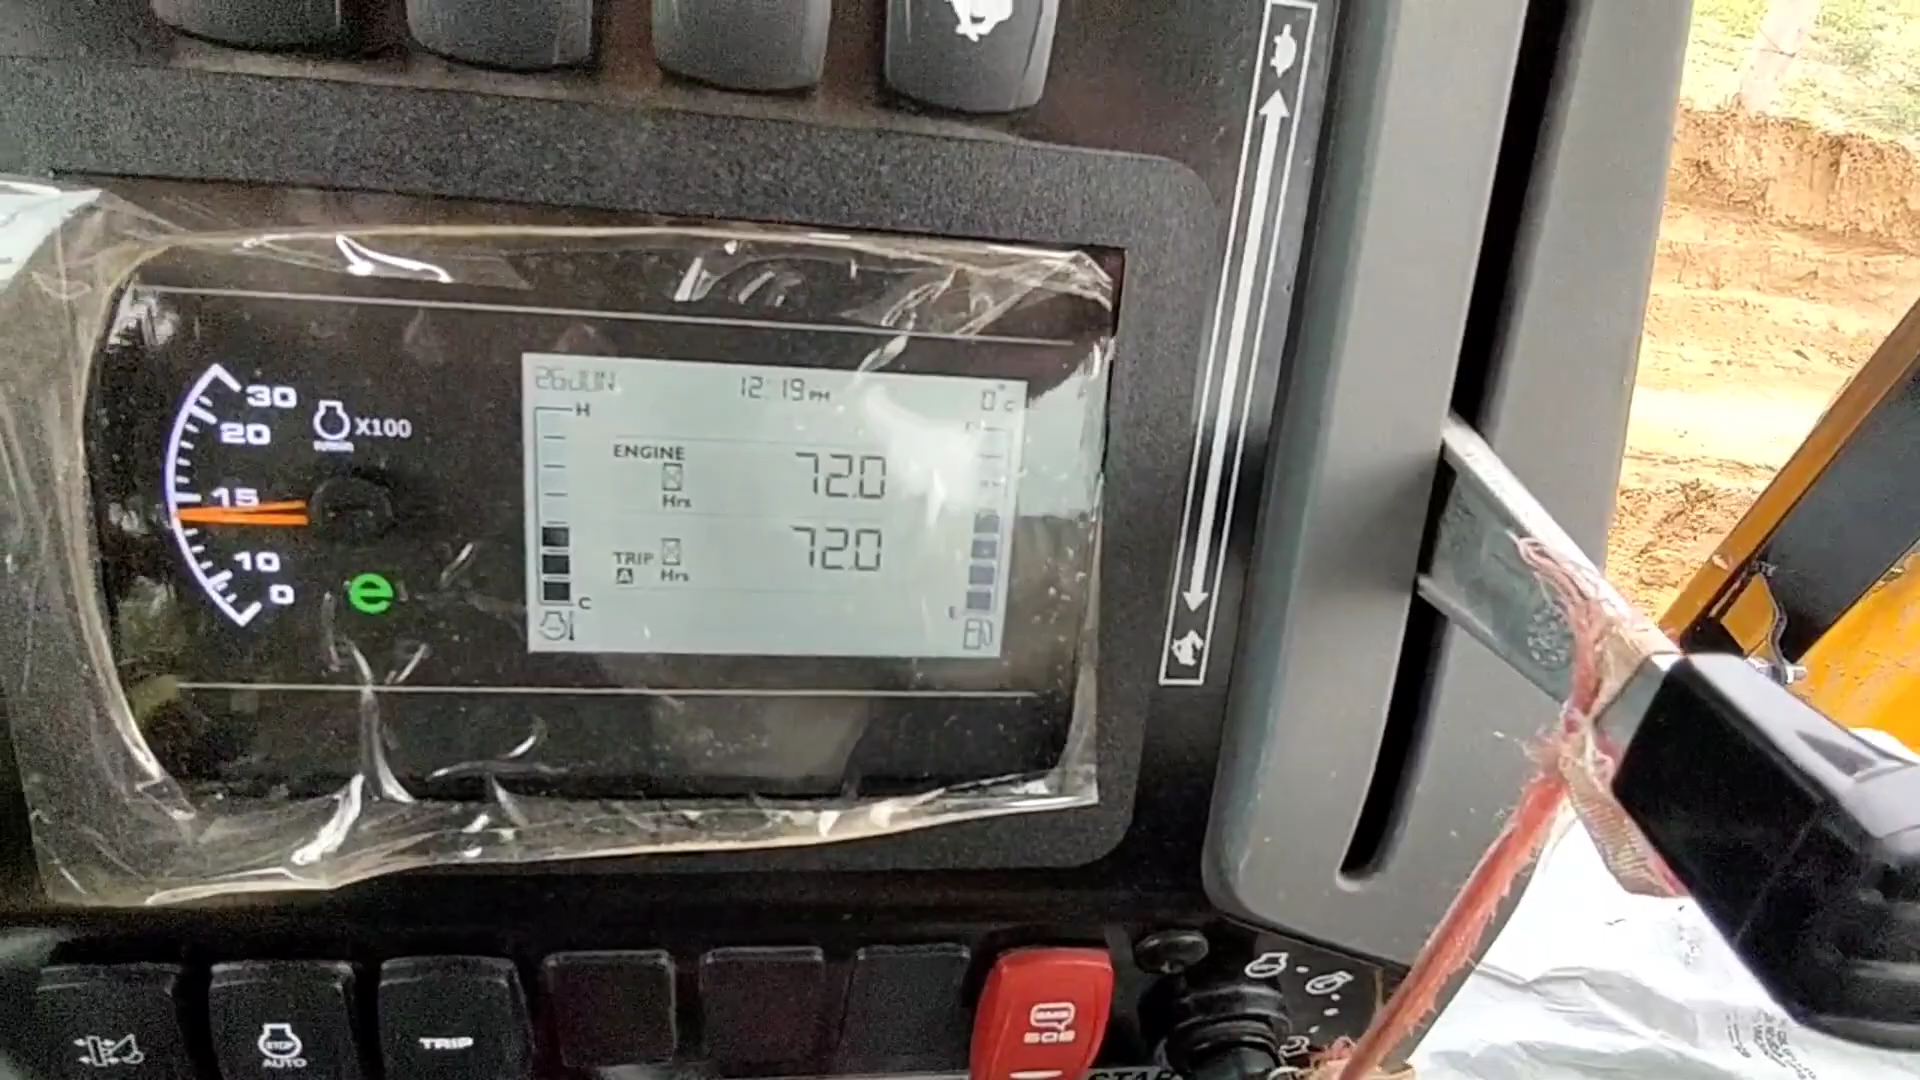 30
20
X100
15
10
0
26JUN
12:19 PM
0°C
H
ENGINE
72.0
Hrs
TRIP
72.0
A
Hrs
C
E
STOP
AUTO
TRIP
SOS